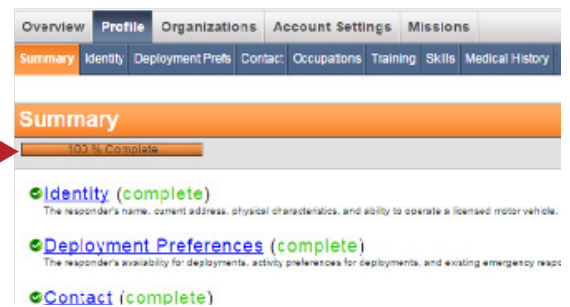 Overview Profile Organizations Account Settings Missions
Summary Identity Deployment Prefs Contact Occupations Training Skills Medical History
Summary
100 % Complete
Identity (complete)
The responder's name, current address, physical characteristics, and ability to operate a licensed motor vehicle.
Deployment Preferences (complete)
The responder's availability for deployments, activity preferences for deployments, and existing emergency respo
Contact (complete)